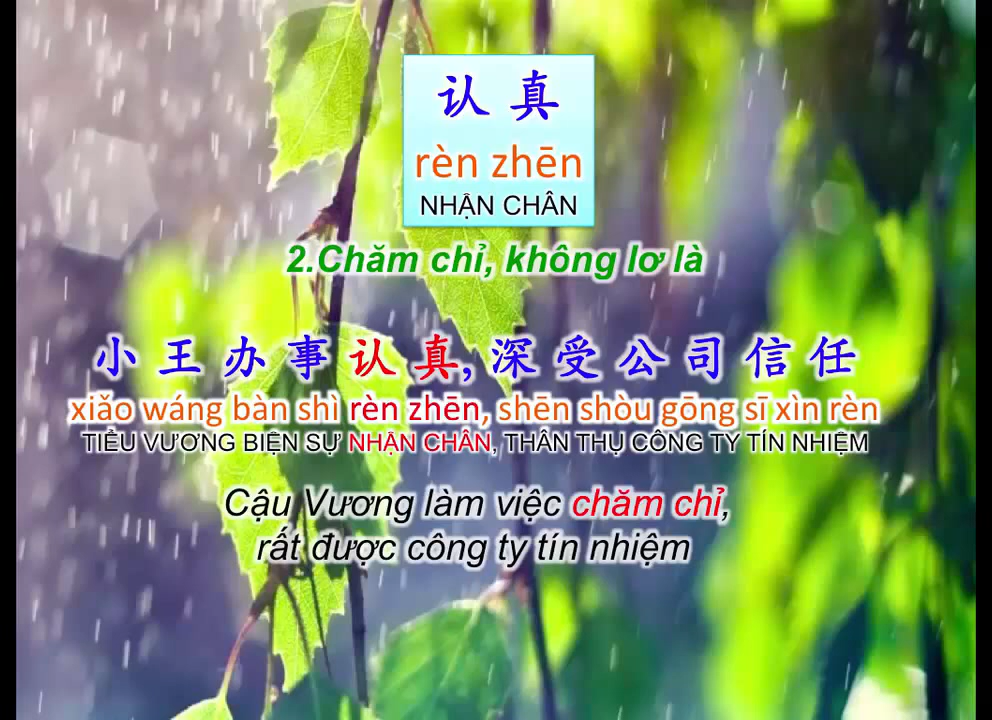 认真
rèn zhēn
NHẬN CHÂN
2.Chăm chỉ, không lơ là
小王办事认真,深受公司信任
xiǎo wáng bàn shì rèn zhēn, shēn shòu gōng sī xìn rèn
TIỂU VƯƠNG BIỆN SỰ NHẬN CHÂN, THÂN THỤ CÔNG TY TÍN NHIỆM
Cậu Vương làm việc chăm chỉ,
rất được công ty tín nhiệm